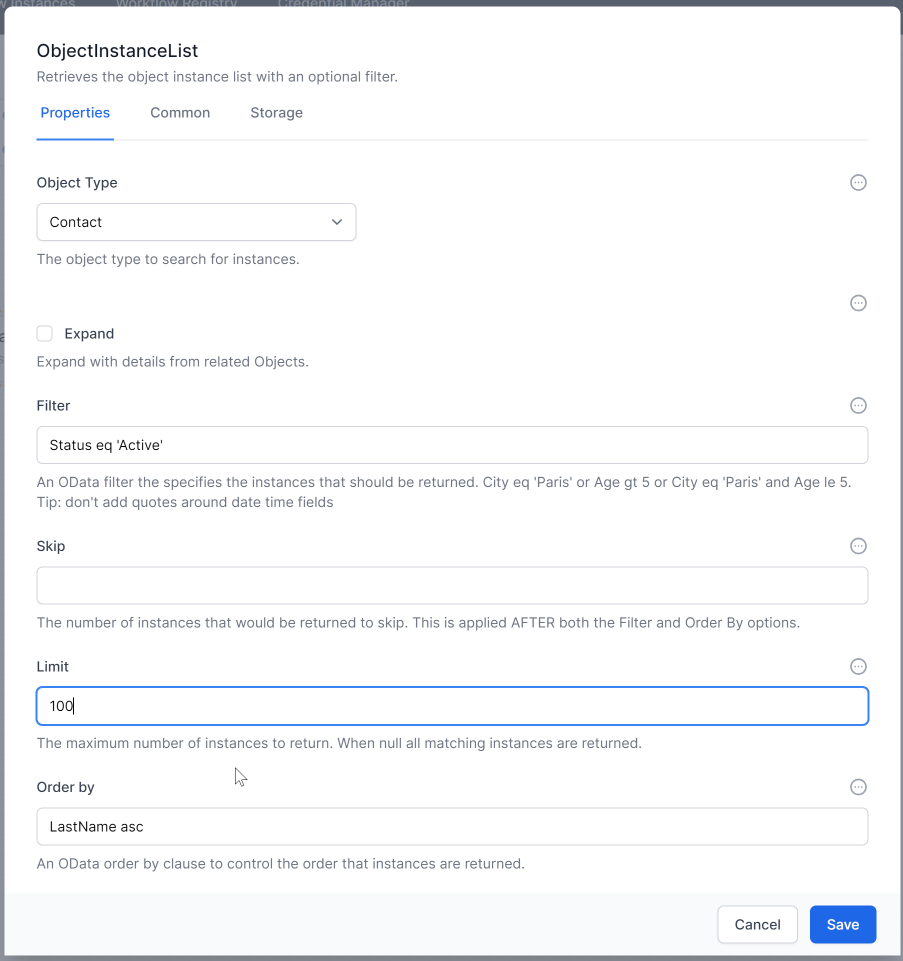 Workflow Registry
Credential Manager
ObjectInstanceList
Retrieves the object instance list with an optional filter.
Properties Common Storage
Object Type
Contact
The object type to search for instances.
Expand
Expand with details from related Objects.
Filter
Status eq 'Active'
An OData filter the specifies the instances that should be returned. City eq 'Paris' or Age gt 5 or City eq 'Paris' and Age le 5.
Tip: don't add quotes around date time fields
Skip
The number of instances that would be returned to skip. This is applied AFTER both the Filter and Order By options.
Limit
100
The maximum number of instances to return. When null all matching instances are returned.
Order by
LastName asc
An OData order by clause to control the order that instances are returned.
Cancel Save